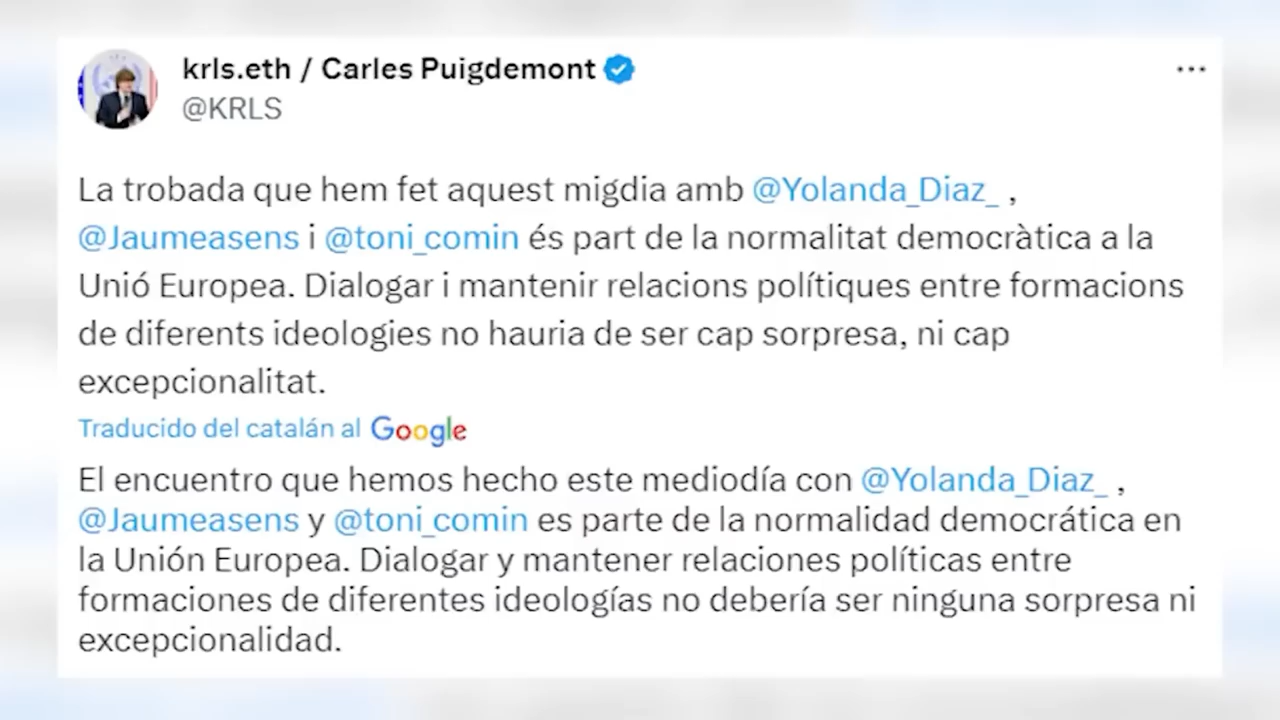 krls.eth / Carles Puigdemont
@KRLS
La trobada que hem fet aquest migdia amb @Yolanda_Diaz_ ,
@Jaumeasens i @toni_comin és part de la normalitat democràtica a la
Unió Europea. Dialogar i mantenir relacions polítiques entre formacions
de diferents ideologies no hauria de ser cap sorpresa, ni cap
excepcionalitat.
Traducido del catalán al Google
El encuentro que hemos hecho este mediodía con @Yolanda_Diaz_ ,
@Jaumeasens y @toni_comin es parte de la normalidad democrática en
la Unión Europea. Dialogar y mantener relaciones políticas entre
formaciones de diferentes ideologías no debería ser ninguna sorpresa ni
excepcionalidad.